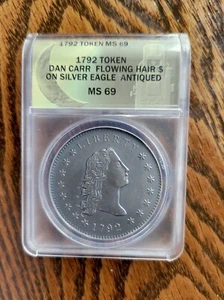 1792 TOKEN MS 69
1792 TOKEN
DAN CARR FLOWING HAIR $
ON SILVER EAGLE ANTIQUED
MS 69
LIBERTY
1792